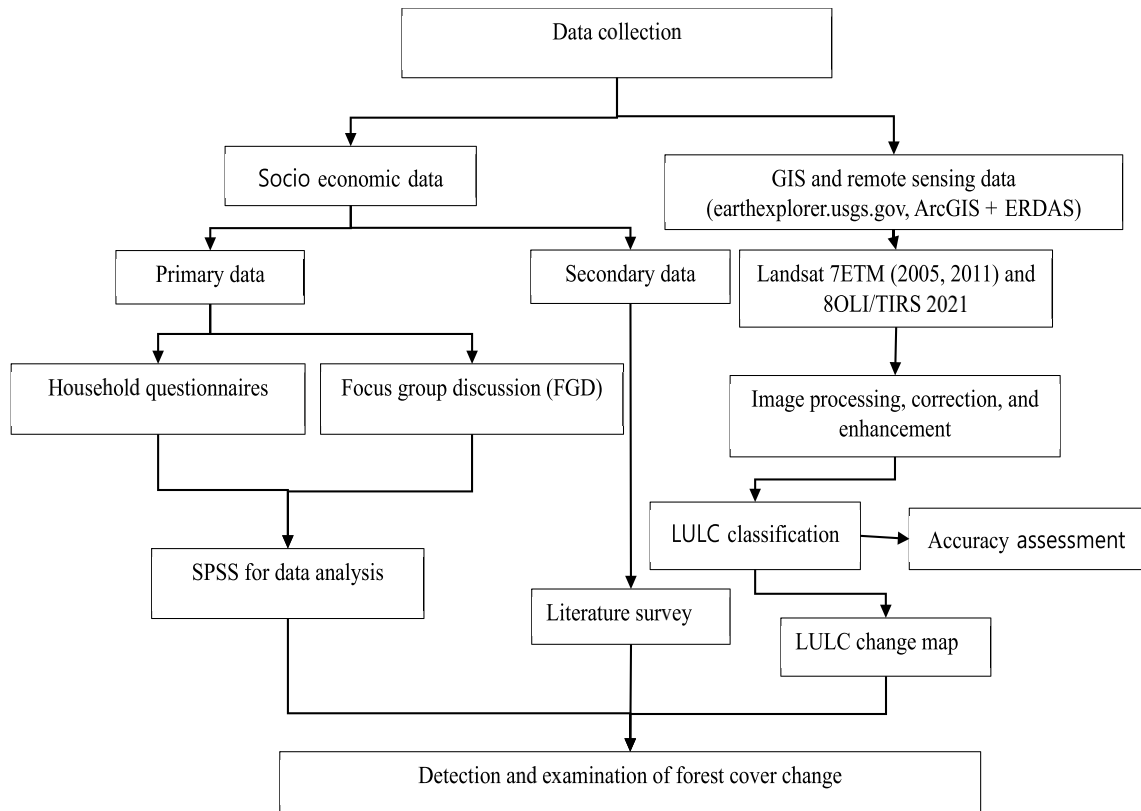 Data collection
Socio economic data
GIS and remote sensing data
(earthexplorer.usgs.gov, ArcGIS + ERDAS)
Primary data
Secondary data
Landsat 7ETM (2005, 2011) and
8OLI/TIRS 2021
Household questionnaires
Focus group discussion (FGD)
Image processing, correction, and
enhancement
LULC classification
Accuracy assessment
SPSS for data analysis
Literature survey
LULC change map
Detection and examination of forest cover change